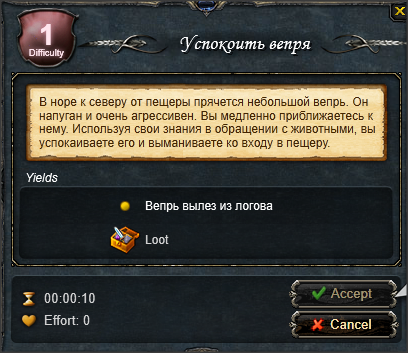 1
Difficulty
Успокоить вепря
В норе к северу от пещеры прячется небольшой вепрь. Он
напуган и очень агрессивен. Вы медленно приближаетесь к
нему. Используя свои знания в обращении с животными, вы
успокаиваете его и выманиваете ко входу в пещеру.
Yields
Вепрь вылез из логова
Loot
00:00:10
Accept
Effort: 0
Cancel